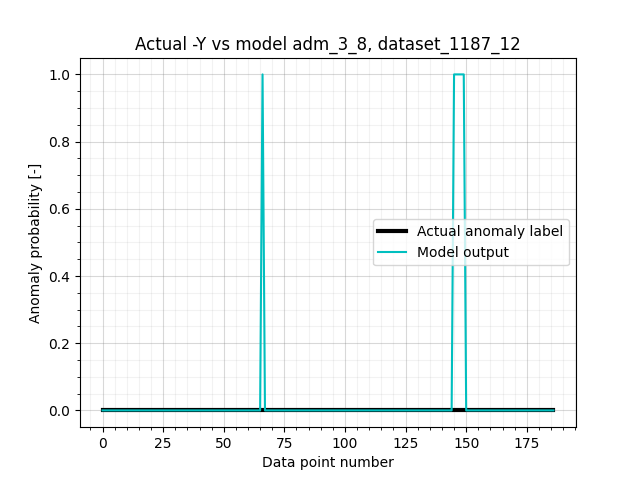 Actual -Y vs model adm_3_8, dataset_1187_12
1.0
0.8
0.6
0.4
0.2
0.0
Anomaly probability [-]
Actual anomaly label
Model output
0 25 50 75 100 125 150 175
Data point number